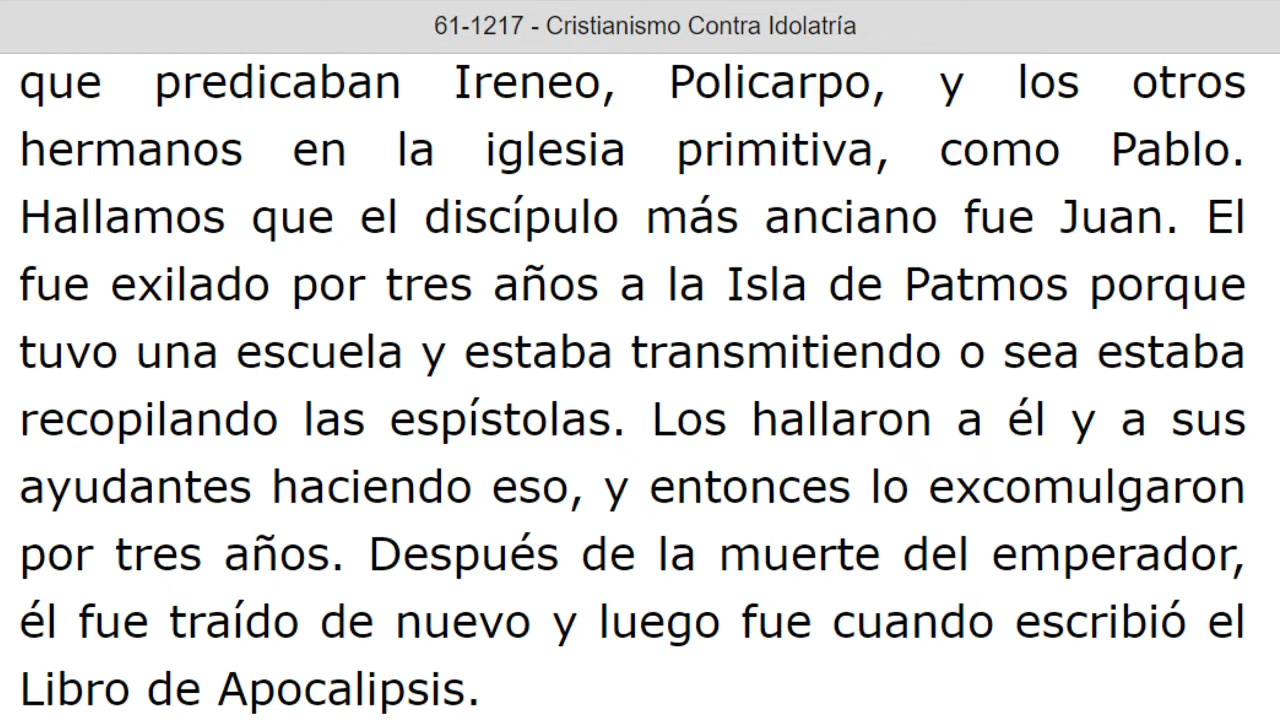 61-1217 - Cristianismo Contra Idolatría
que predicaban Ireneo, Policarpo, y los otros
hermanos en la iglesia primitiva, como Pablo.
Hallamos que el discípulo más anciano fue Juan. El
fue exilado por tres años a la Isla de Patmos porque
tuvo una escuela y estaba transmitiendo o sea estaba
recopilando las espístolas. Los hallaron a él y a sus
ayudantes haciendo eso, y entonces lo excomulgaron
por tres años. Después de la muerte del emperador,
él fue traído de nuevo y luego fue cuando escribió el
Libro de Apocalipsis.